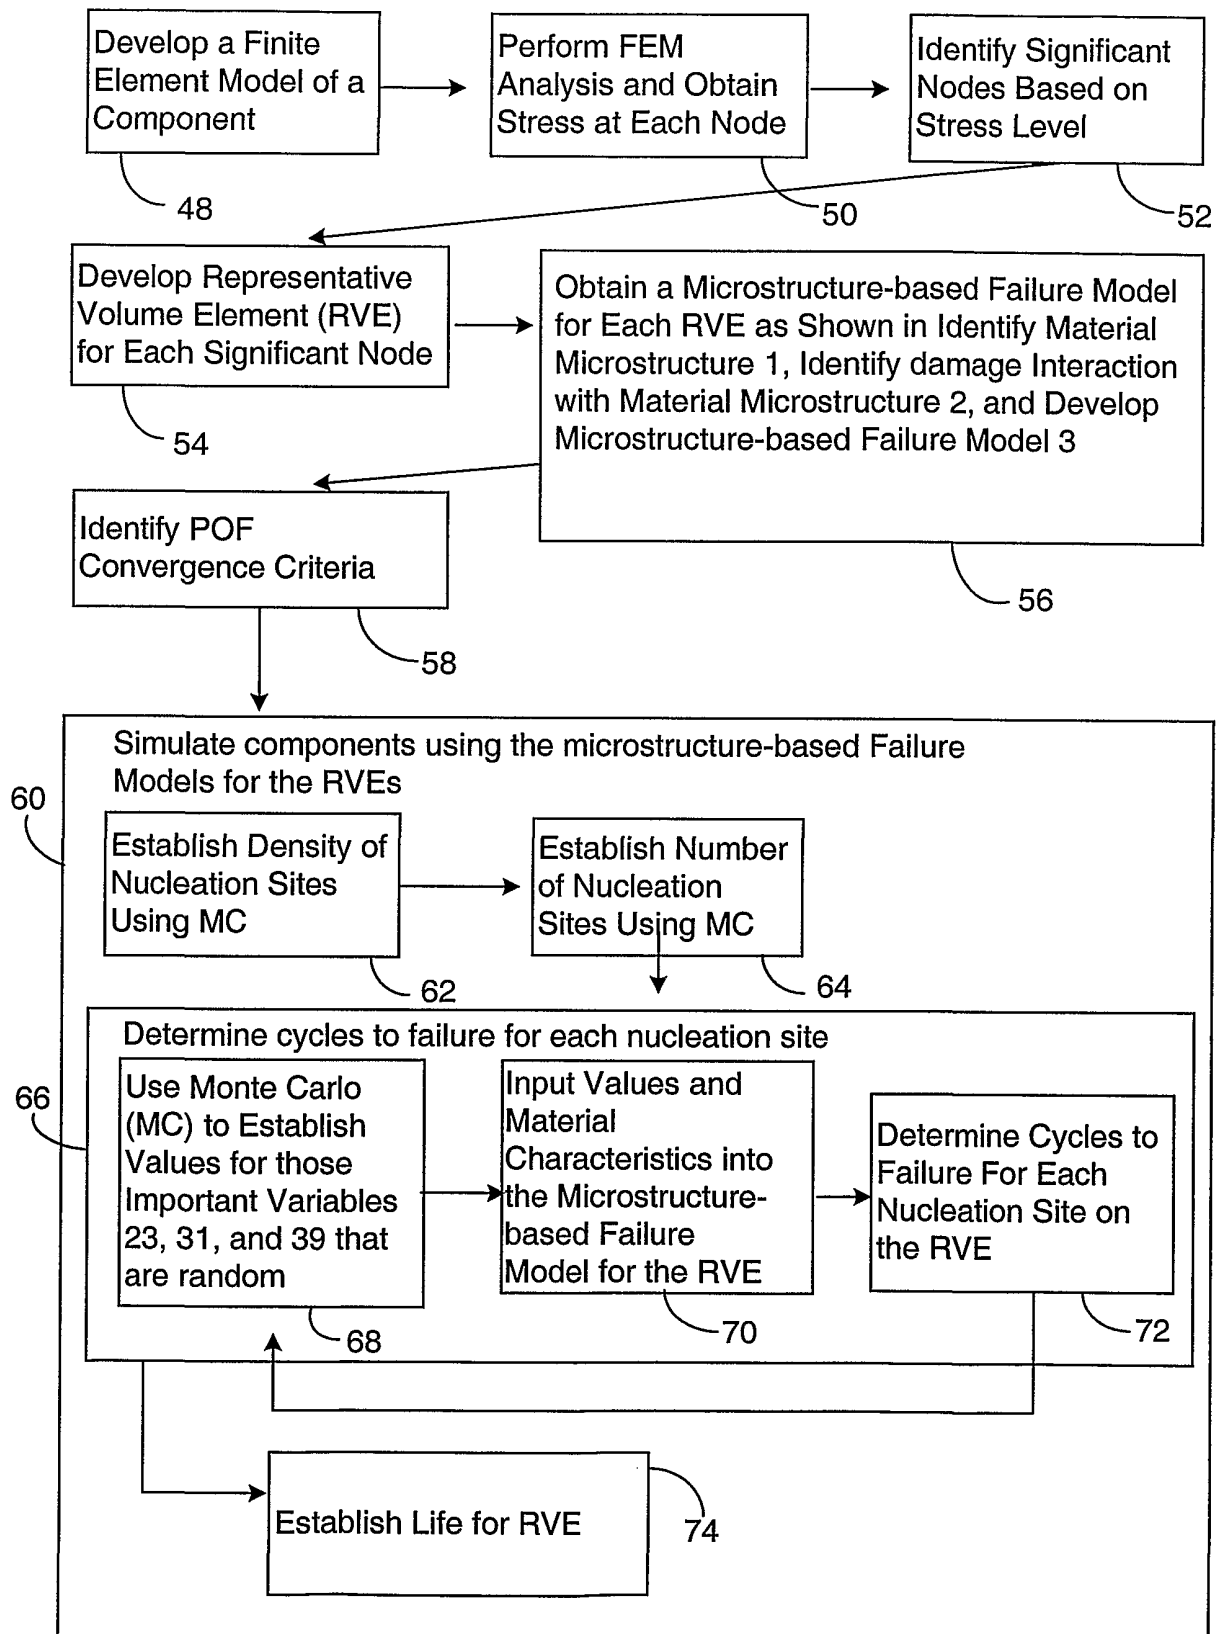 Develop a Finite
Element Model of a
Component
48
Perform FEM
Analysis and Obtain
Stress at Each Node
50
Identify Significant
Nodes Based on
Stress Level
52
Develop Representative
Volume Element (RVE)
for Each Significant Node
54
Obtain a Microstructure-based Failure Model
for Each RVE as Shown in Identify Material
Microstructure 1, Identify damage Interaction
with Material Microstructure 2, and Develop
Microstructure-based Failure Model 3
56
Identify POF
Convergence Criteria
58
Simulate components using the microstructure-based Failure
Models for the RVEs
60
Establish Density of
Nucleation Sites
Using MC
62
Establish Number
of Nucleation
Sites Using MC
64
Determine cycles to failure for each nucleation site
66
Use Monte Carlo
(MC) to Establish
Values for those
Important Variables
23, 31, and 39 that
are random
68
Input Values and
Material
Characteristics into
the Microstructure-
based Failure
Model for the RVE
70
Determine Cycles to
Failure For Each
Nucleation Site on
the RVE
72
Establish Life for RVE
74